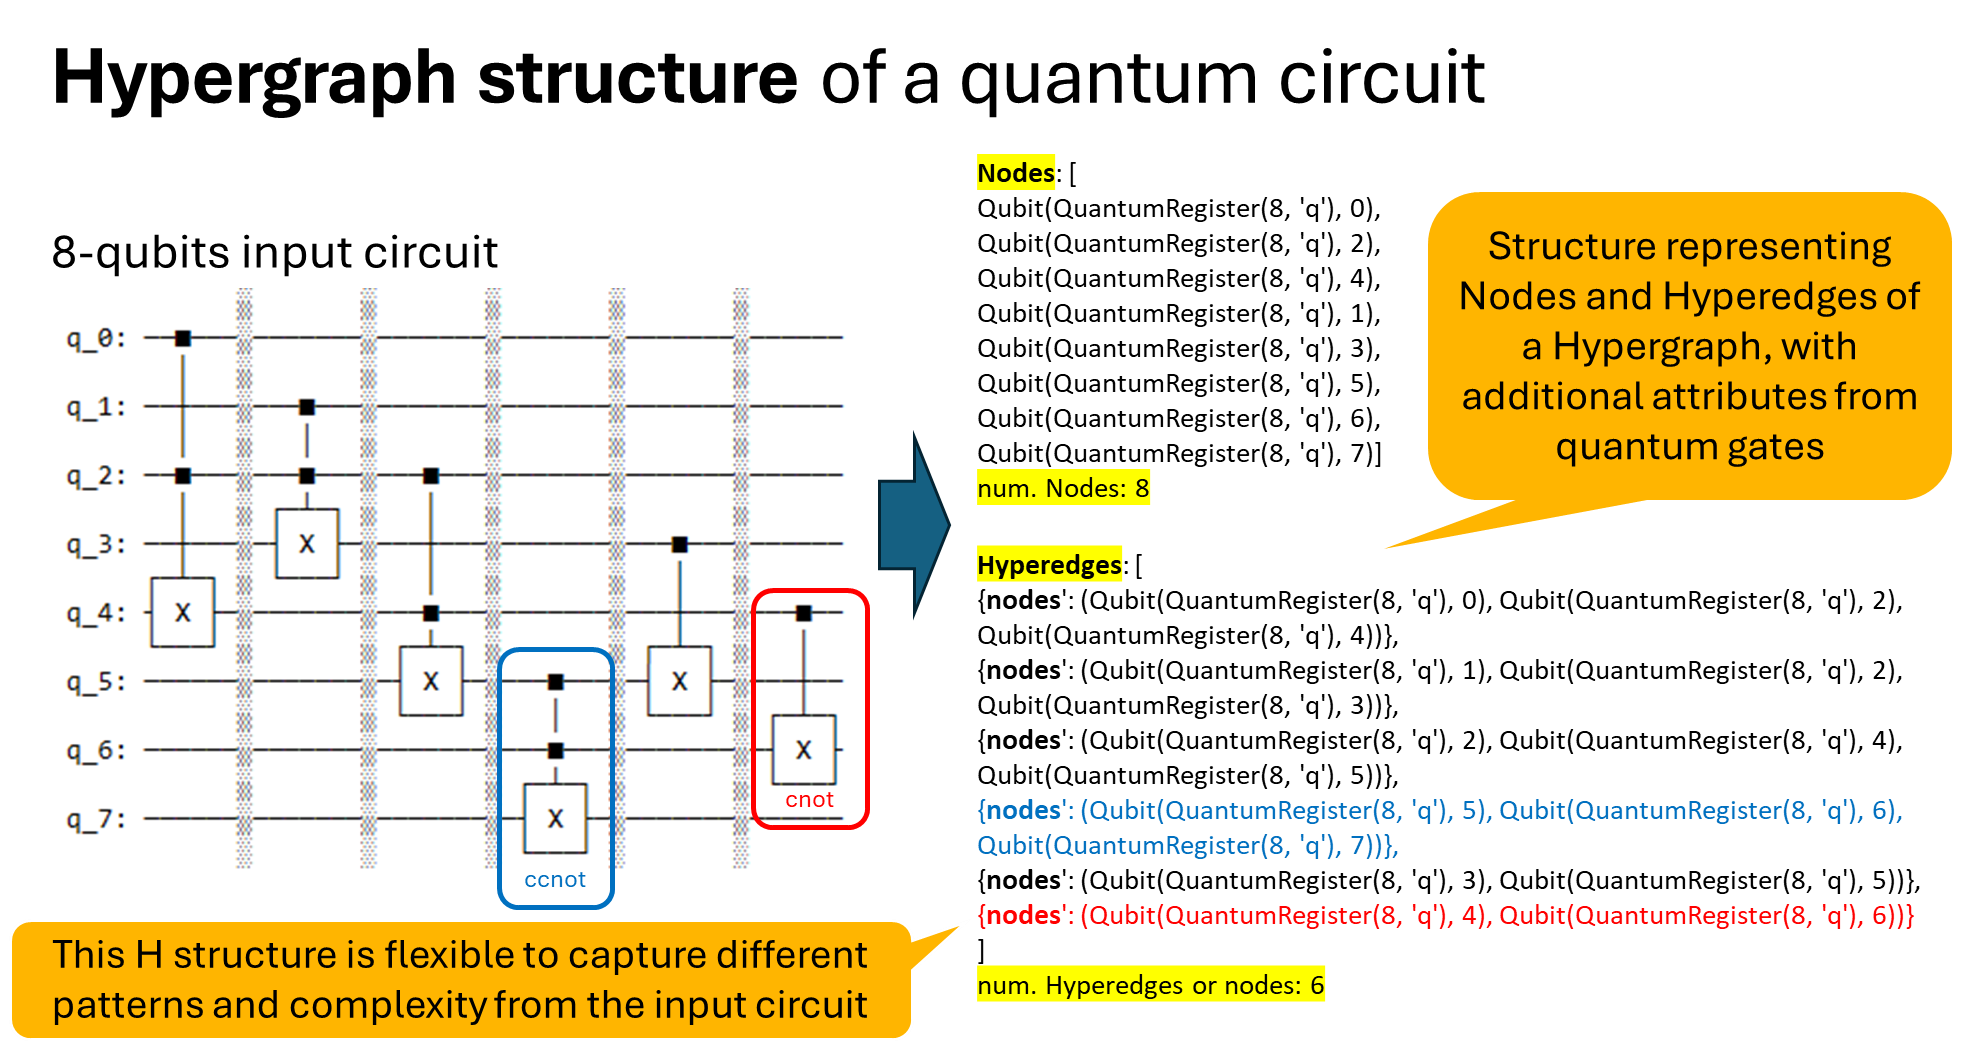 Hypergraph structure of a quantum circuit
8-qubits input circuit
q_0:
q_1:
q_2:
q_3:
X
q_4:
X
q_5:
X
X
q_6:
X
cnot
q_7:
X
ccnot
Nodes: [
Qubit(QuantumRegister(8, 'q'), 0),
Qubit(QuantumRegister(8, 'q'), 2),
Qubit(QuantumRegister(8, 'q'), 4),
Qubit(QuantumRegister(8, 'q'), 1),
Qubit(QuantumRegister(8, 'q'), 3),
Qubit(QuantumRegister(8, 'q'), 5),
Qubit(QuantumRegister(8, 'q'), 6),
Qubit(QuantumRegister(8, 'q'), 7)]
num. Nodes: 8
Structure representing
Nodes and Hyperedges of
a Hypergraph, with
additional attributes from
quantum gates
Hyperedges: [
{nodes': (Qubit(QuantumRegister(8, 'q'), 0), Qubit(QuantumRegister(8, 'q'), 2),
Qubit(QuantumRegister(8, 'q'), 4))},
{nodes': (Qubit(QuantumRegister(8, 'q'), 1), Qubit(QuantumRegister(8, 'q'), 2),
Qubit(QuantumRegister(8, 'q'), 3))},
{nodes': (Qubit(QuantumRegister(8, 'q'), 2), Qubit(QuantumRegister(8, 'q'), 4),
Qubit(QuantumRegister(8, 'q'), 5))},
{nodes': (Qubit(QuantumRegister(8, 'q'), 5), Qubit(QuantumRegister(8, 'q'), 6),
Qubit(QuantumRegister(8, 'q'), 7))},
{nodes': (Qubit(QuantumRegister(8, 'q'), 3), Qubit(QuantumRegister(8, 'q'), 5))},
{nodes': (Qubit(QuantumRegister(8, 'q'), 4), Qubit(QuantumRegister(8, 'q'), 6))}
]
num. Hyperedges or nodes: 6
This H structure is flexible to capture different
patterns and complexity from the input circuit